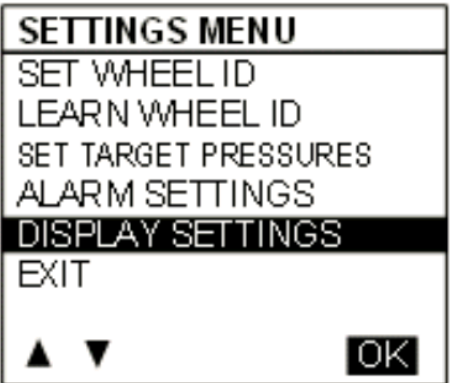 SETTINGS MENU
SET WHEEL ID
LEARN WHEEL ID
SET TARGET PRESSURES
ALARM SETTINGS
DISPLAY SETTINGS
EXIT
▲ ▼ OK